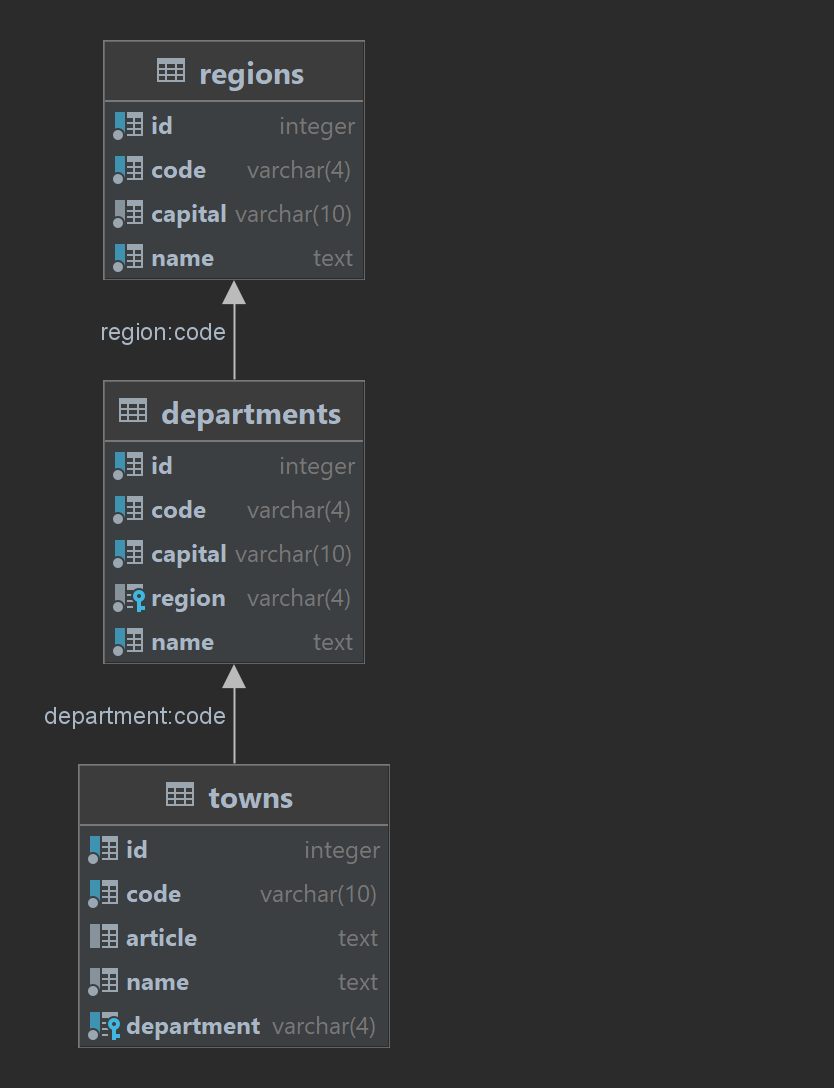 regions
id integer
code varchar(4)
capital varchar(10)
name text
region:code
departments
id integer
code varchar(4)
capital varchar(10)
region varchar(4)
name text
department:code
towns
id integer
code varchar(10)
article text
name text
department varchar(4)